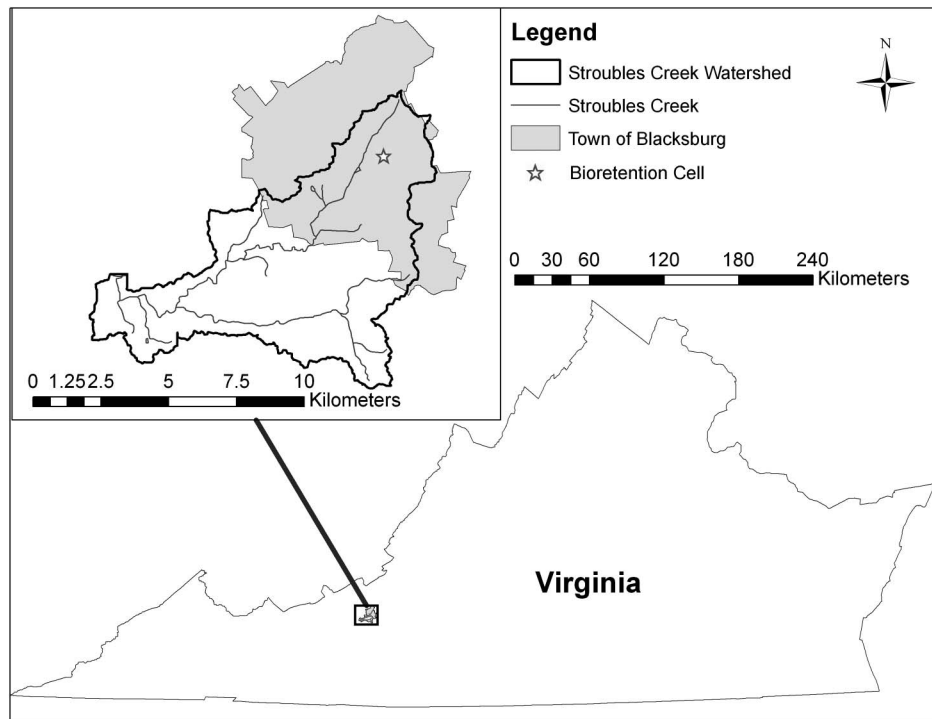 Legend
Stroubles Creek Watershed
Stroubles Creek
Town of Blacksburg
Bioretention Cell
N
0 30 60 120 180 240
Kilometers
0 1.25 2.5 5 7.5 10
Kilometers
Virginia